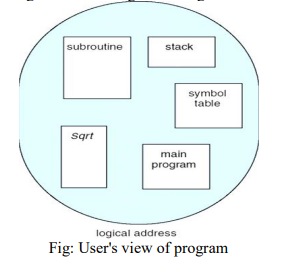 subroutine
stack
symbol
table
Sqrt
main
program
logical address
Fig: User's view of program